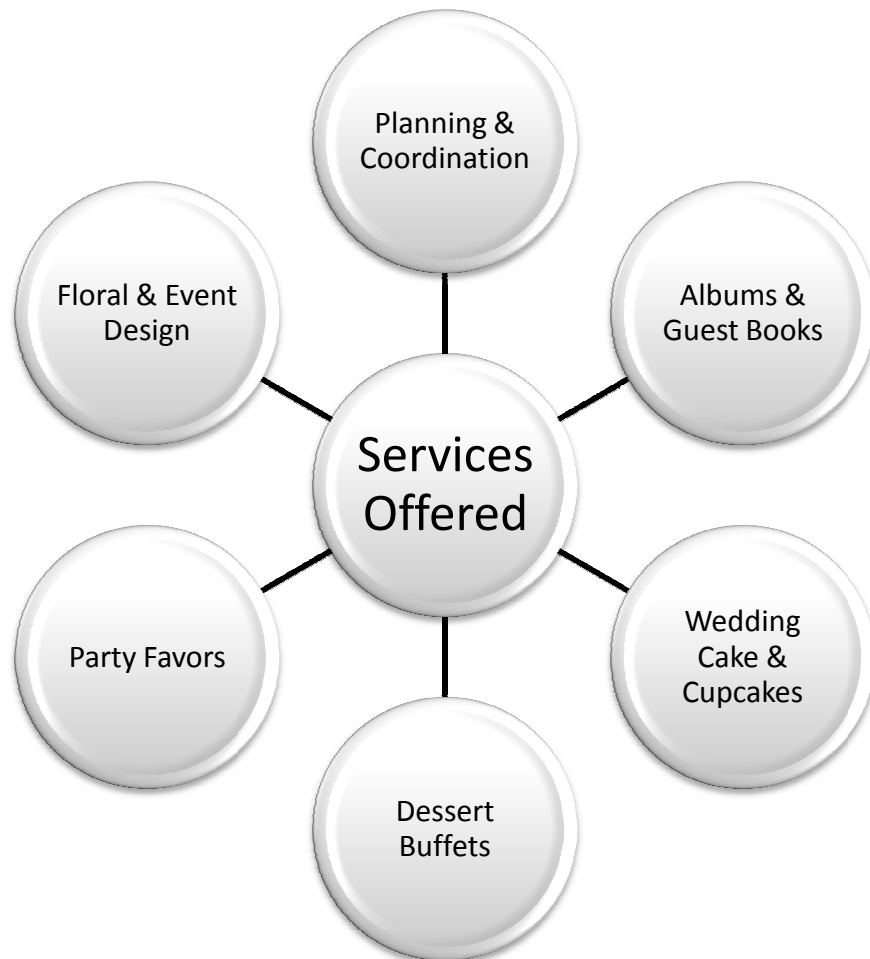 Planning &
Coordination
Floral & Event
Design
Albums &
Guest Books
Services
Offered
Party Favors
Wedding
Cake &
Cupcakes
Dessert
Buffets